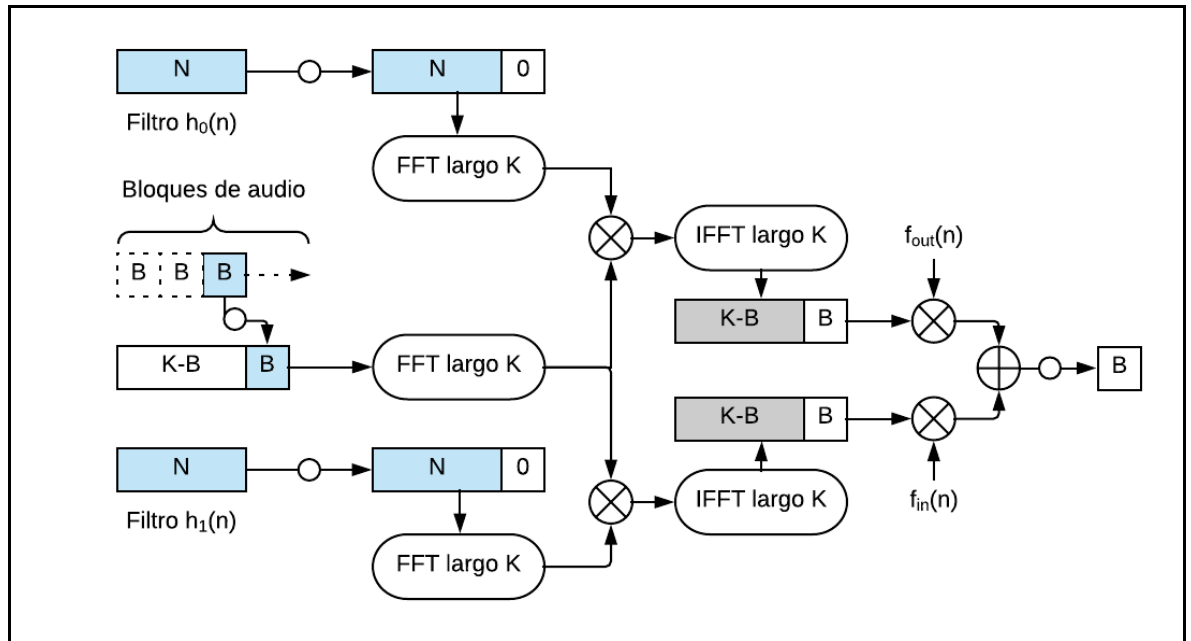 N
N 0
Filtro h₀(n)
FFT largo K
Bloques de audio
IFFT largo K
fout(n)
B B B
K-B B
K-B B
FFT largo K
B
K-B B
N
N 0
IFFT largo K
fin(n)
Filtro h₁(n)
FFT largo K